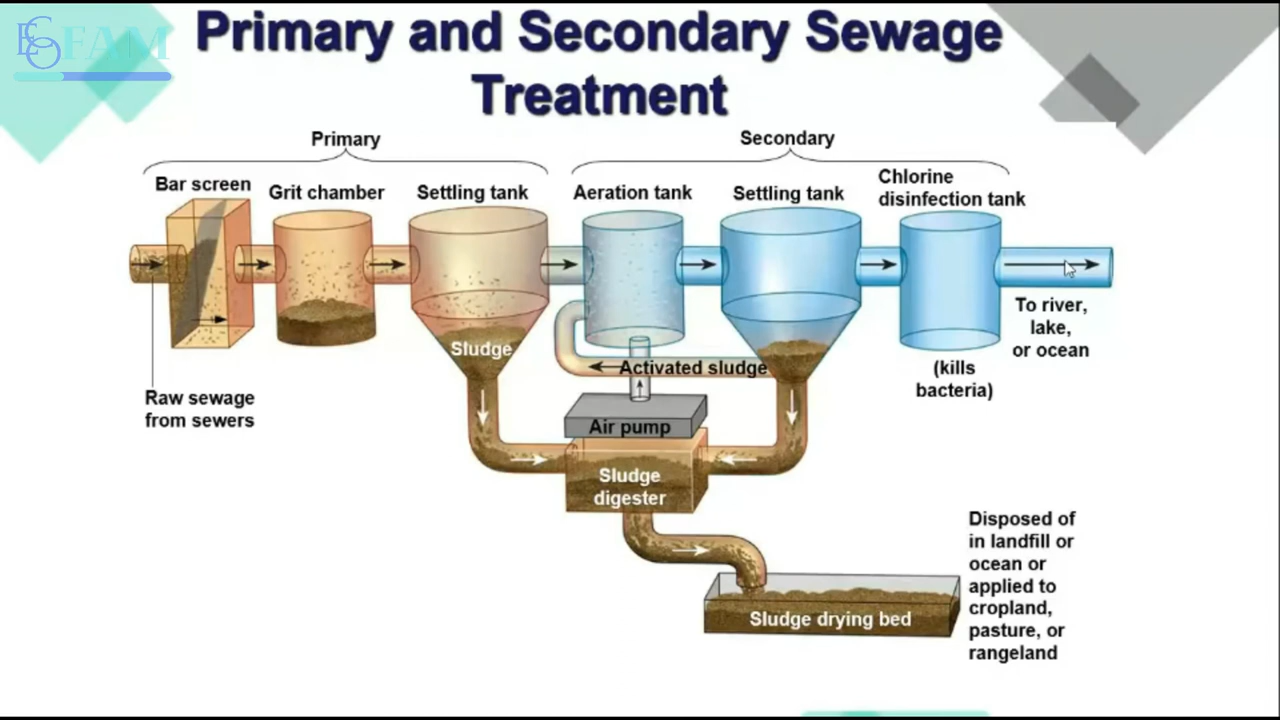 ECO FAM
Primary and Secondary Sewage
Treatment
Primary
Secondary
Bar screen
Grit chamber
Settling tank
Aeration tank
Settling tank
Chlorine
disinfection tank
Raw sewage
from sewers
Sludge
Activated sludge
Air pump
Sludge
digester
To river,
lake,
or ocean
(kills
bacteria)
Sludge drying bed
Disposed of
in landfill or
ocean or
applied to
cropland,
pasture, or
rangeland